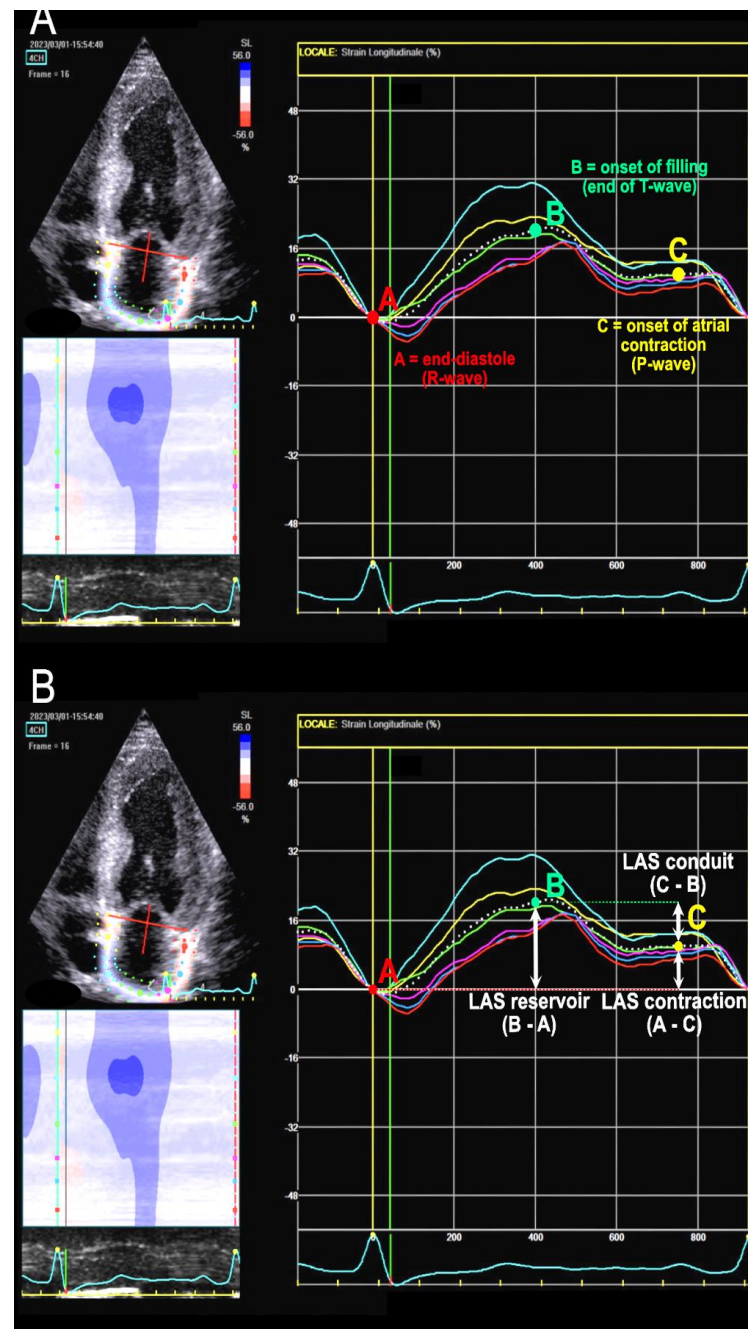 A
2023/03/01-15:54:40
4CH
Frame = 16
SL
56.0
-56.0
%
LOCALE: Strain Longitudinale (%)
48
32
16
0
-16
-32
-48
B = onset of filling
(end of T-wave)
B
C
A
C = onset of atrial
contraction
(P-wave)
A = end-diastole
(R-wave)
0
200
400
600
800
B
2023/03/01-15:54:40
4CH
Frame = 16
SL
56.0
-56.0
%
LOCALE: Strain Longitudinale (%)
48
32
16
0
-16
-32
-48
B
LAS conduit
(C - B)
C
A
LAS reservoir
(B - A)
LAS contraction
(A - C)
0
200
400
600
800